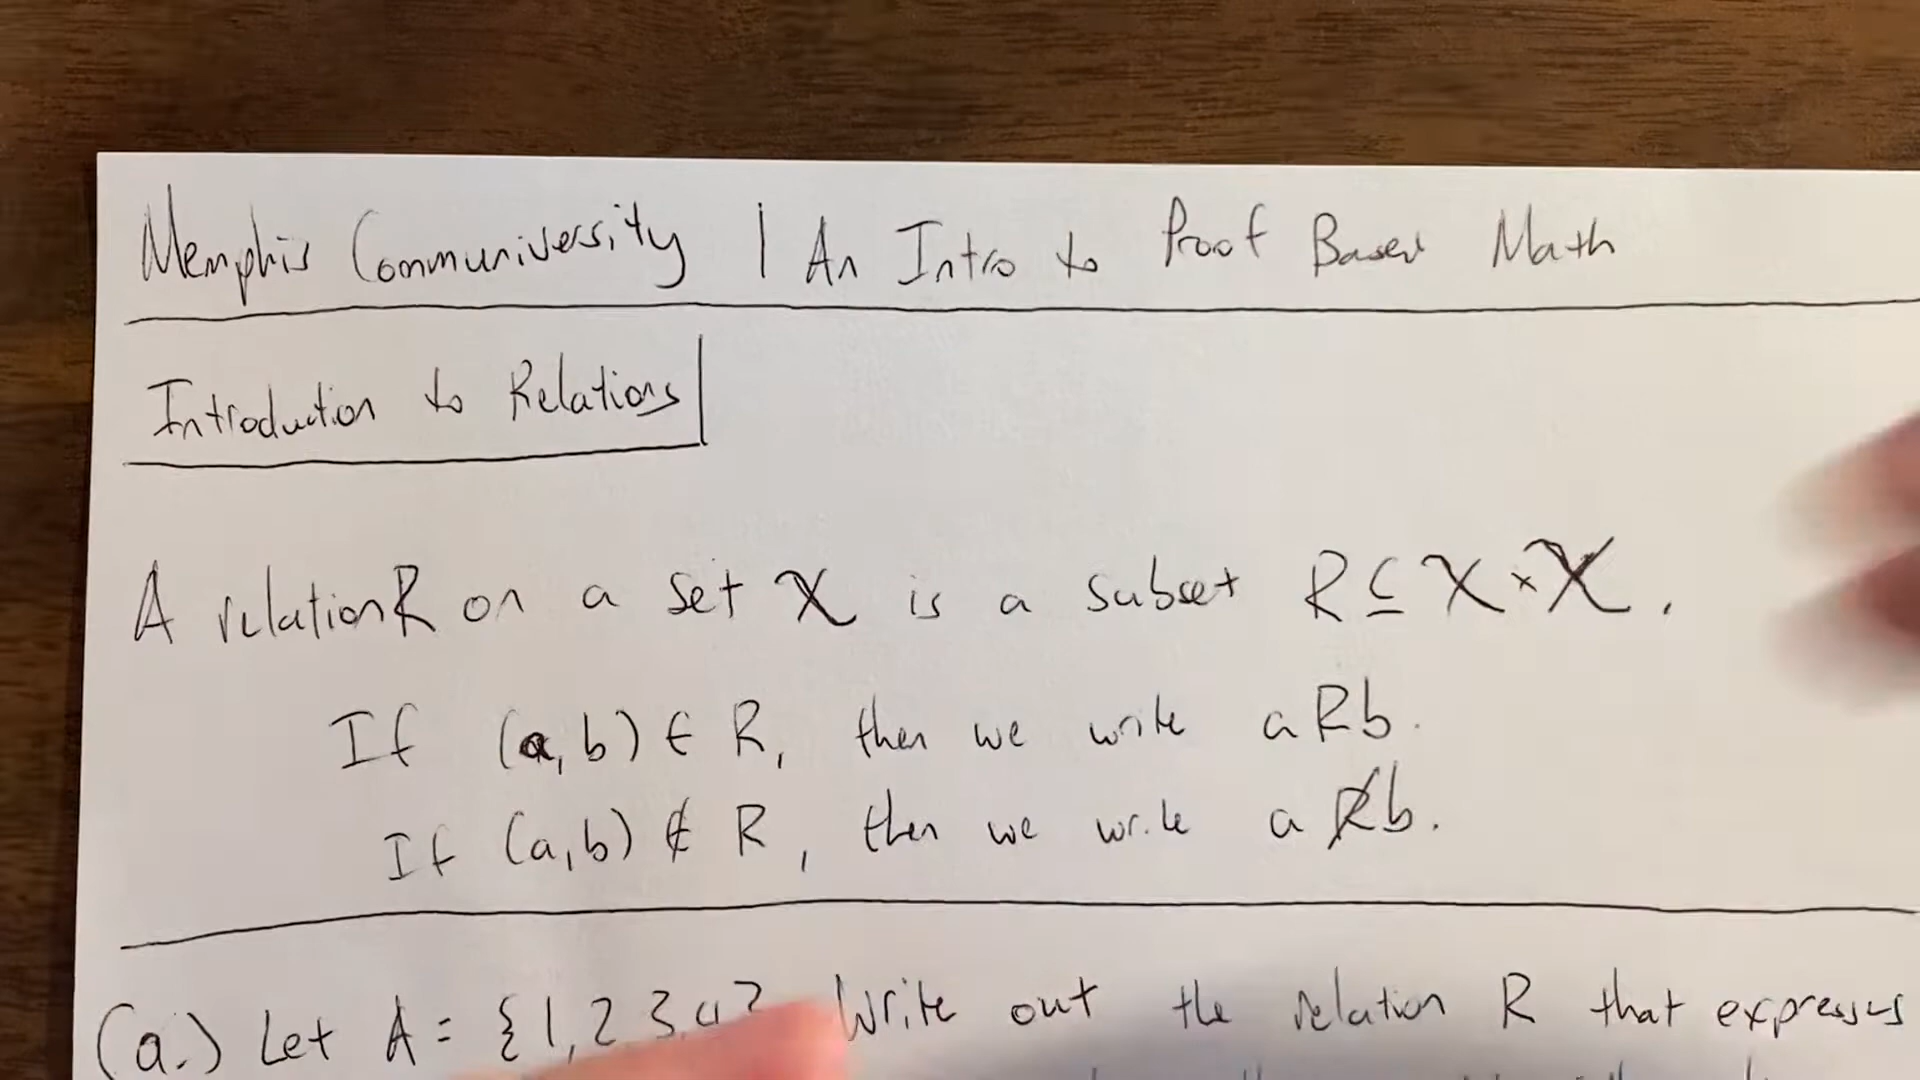 Memphis Communiversity | An Intro to Proof Based Math
Introduction to Relations
A relation R on a set X is a subset R ⊆ X × X.
If (a,b) ∈ R, then we write a R b.
If (a,b) ∉ R, then we write a R̸ b.
(a.) Let A = {1,2,3,4} Write out the relation R that expresses